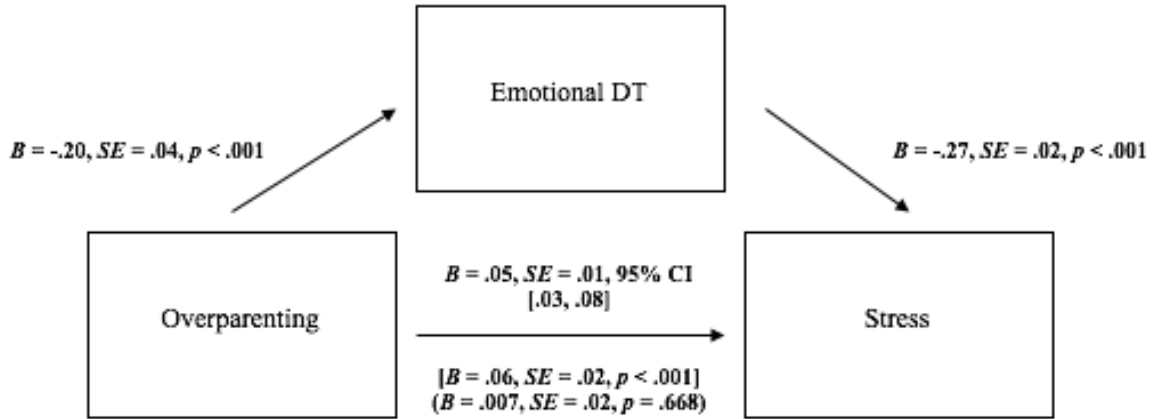 Emotional DT
B = -.20, SE = .04, p < .001
B = -.27, SE = .02, p < .001
Overparenting
B = .05, SE = .01, 95% CI
[.03, .08]
[B = .06, SE = .02, p < .001]
(B = .007, SE = .02, p = .668)
Stress